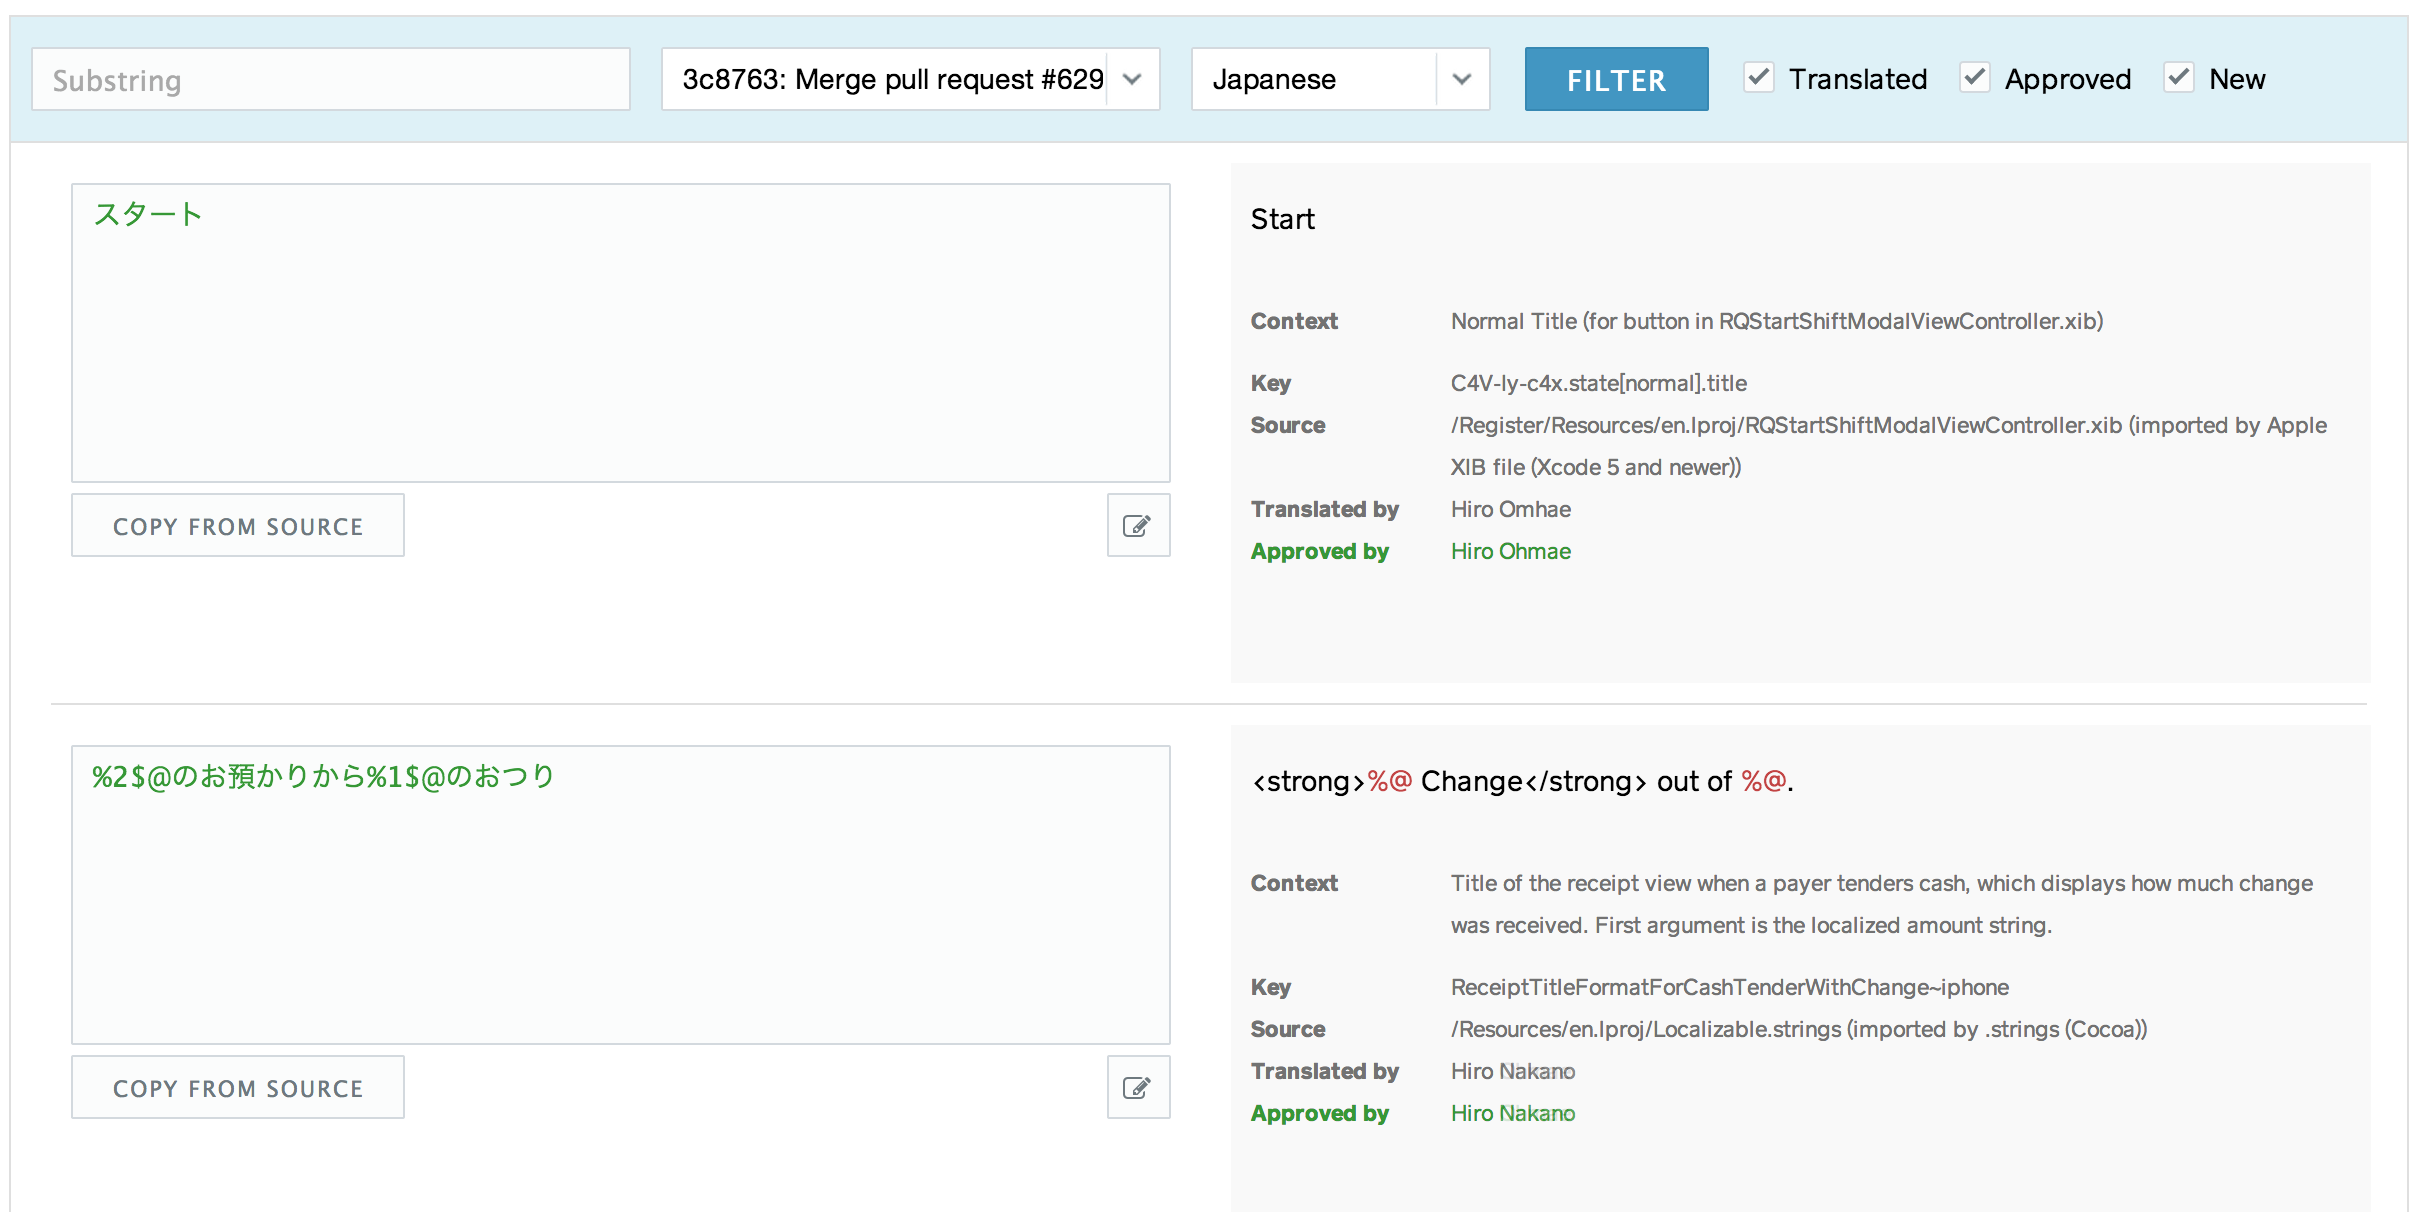 Substring
3c8763: Merge pull request #629
Japanese
FILTER
Translated
Approved
New
スタート
COPY FROM SOURCE
Start
Context Normal Title (for button in RQStartShiftModalViewController.xib)
Key C4V-ly-c4x.state[normal].title
Source /Register/Resources/en.lproj/RQStartShiftModalViewController.xib (imported by Apple
XIB file (Xcode 5 and newer))
Translated by Hiro Omhae
Approved by Hiro Ohmae
%2$@のお預かりから%1$@のおつり
COPY FROM SOURCE
<strong>%@ Change</strong> out of %@.
Context Title of the receipt view when a payer tenders cash, which displays how much change
was received. First argument is the localized amount string.
Key ReceiptTitleFormatForCashTenderWithChange~iphone
Source /Resources/en.lproj/Localizable.strings (imported by .strings (Cocoa))
Translated by Hiro Nakano
Approved by Hiro Nakano